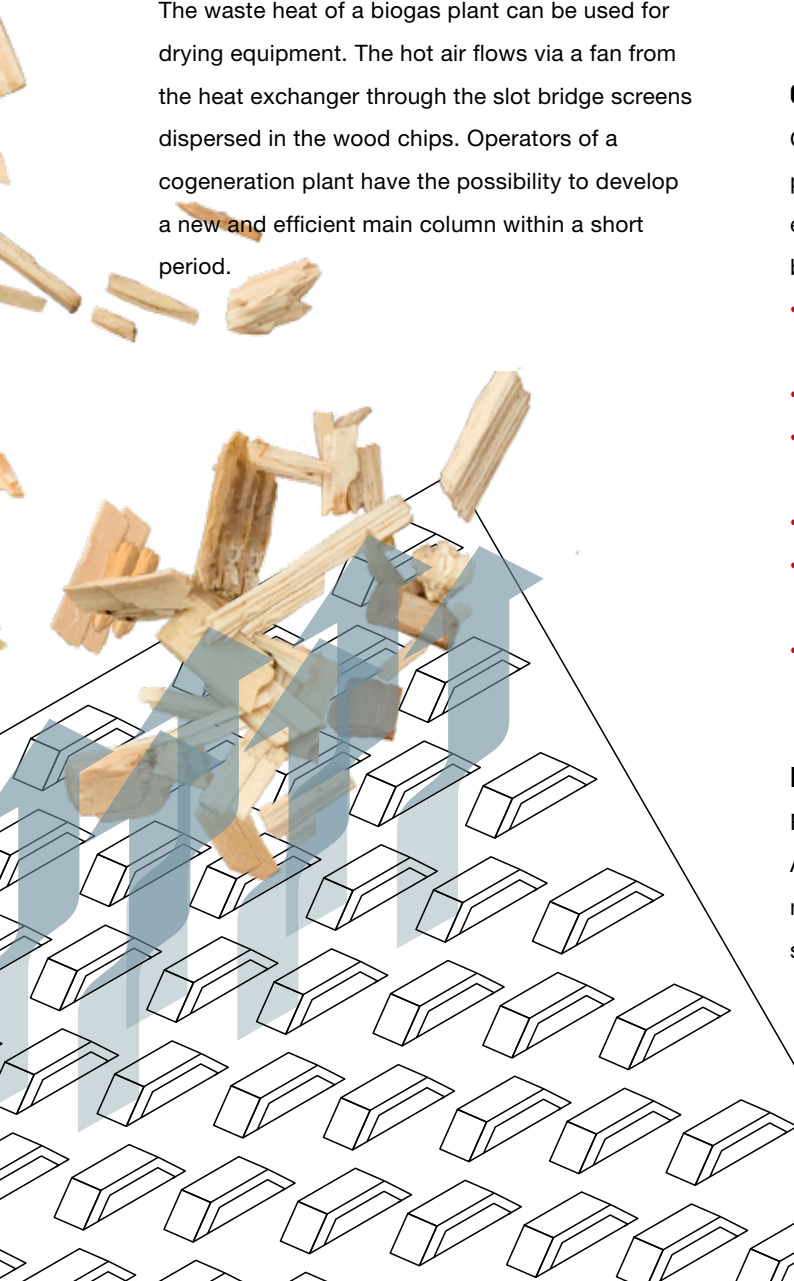 The waste heat of a biogas plant can be used for
drying equipment. The hot air flows via a fan from
the heat exchanger through the slot bridge screens
dispersed in the wood chips. Operators of a
cogeneration plant have the possibility to develop
a new and efficient main column within a short
period.